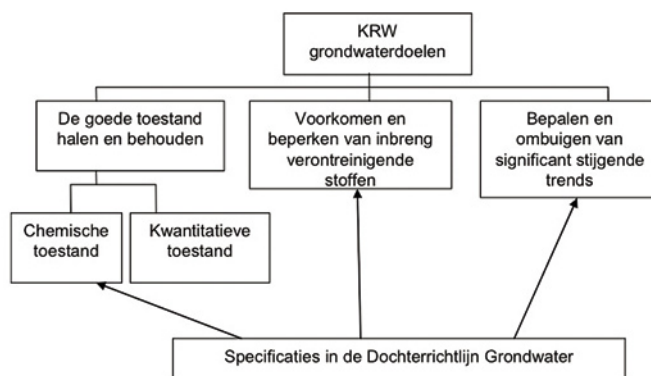 KRW
grondwaterdoelen
De goede toestand
halen en behouden
Voorkomen en
beperken van inbreng
verontreinigende
stoffen
Bepalen en
ombuigen van
significant stijgende
trends
Chemische
toestand
Kwantitatieve
toestand
Specificaties in de Dochterrichtlijn Grondwater